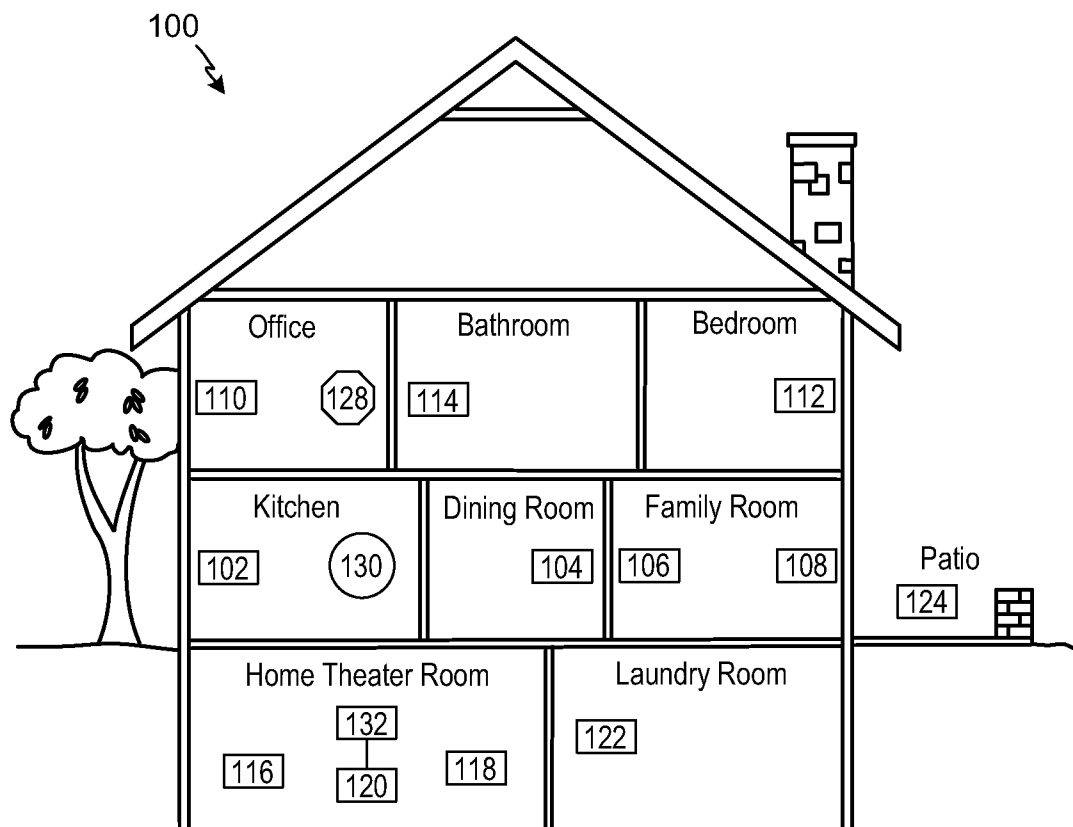 100
Office
Bathroom
Bedroom
110
128
114
112
Kitchen
Dining Room
Family Room
102
130
104
106
108
Patio
124
Home Theater Room
Laundry Room
132
122
116
120
118